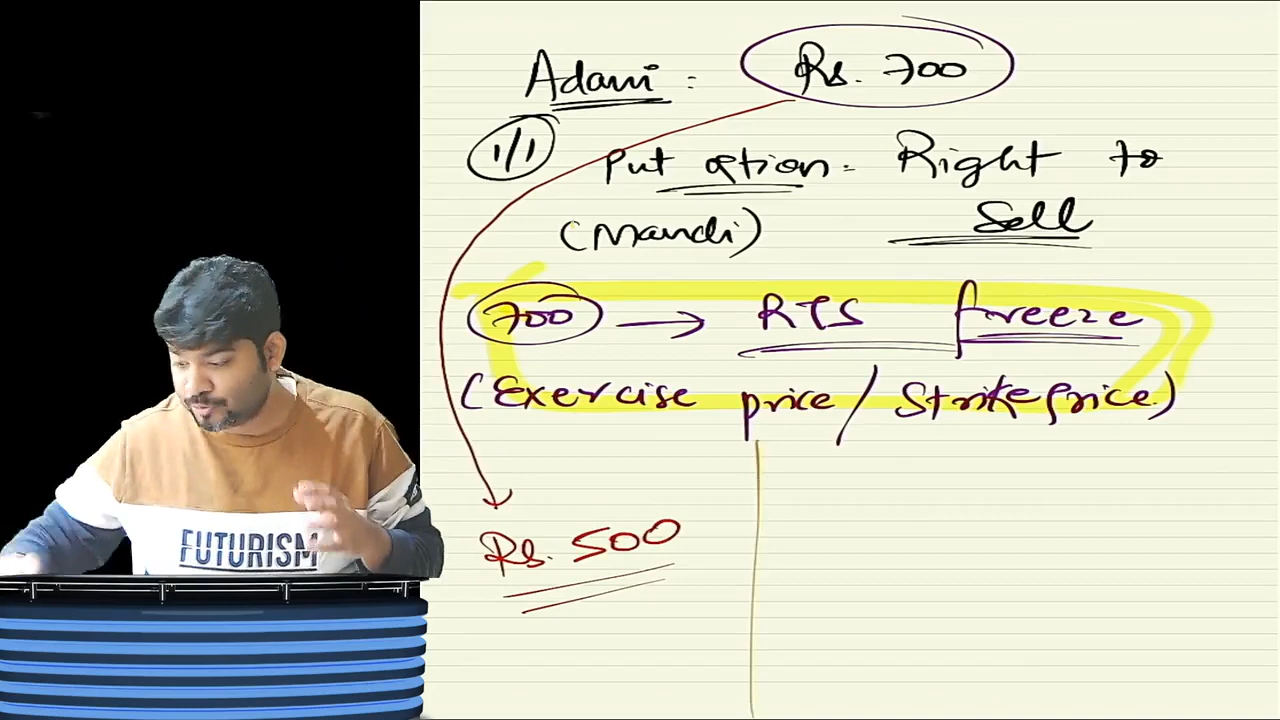 Adani : Rs. 700
1/1 Put option = Right to
(Mandi) Sell
700 → RTS freeze
(Exercise price / Strike price)
Rs. 500
FUTURISM